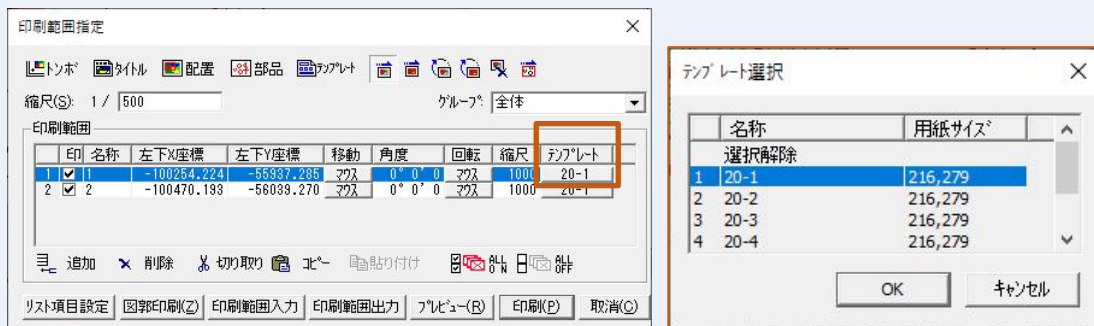 印刷範囲指定
トンボ タイトル 配置 部品 テンプレート
縮尺(S): 1 / 500 グループ: 全体
印刷範囲
印 名称 左下X座標 左下Y座標 移動 角度 回転 縮尺 テンプレート
1 1 -100254.224 -55937.285 マウス 0° 0' 0 マウス 1000 20-1
2 2 -100470.193 -56039.270 マウス 0° 0' 0 マウス 1000 20-1
追加 削除 切り取り コピー 貼り付け ALL ON ALL OFF
リスト項目設定 図郭印刷(Z) 印刷範囲入力 印刷範囲出力 プレビュー(R) 印刷(P) 取消(C)
テンプレート選択
名称 用紙サイズ
選択解除
1 20-1 216,279
2 20-2 216,279
3 20-3 216,279
4 20-4 216,279
OK キャンセル